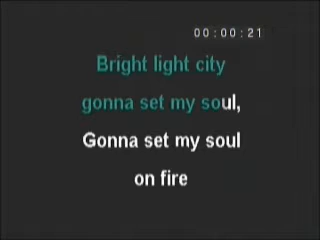 00:00:21
Bright light city
gonna set my soul,
Gonna set my soul
on fire